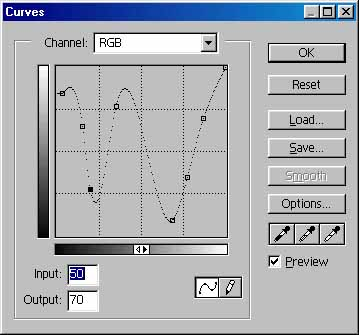 Curves
Channel: RGB
OK
Reset
Load...
Save...
Smooth
Options...
Input: 50
Output: 70
Preview